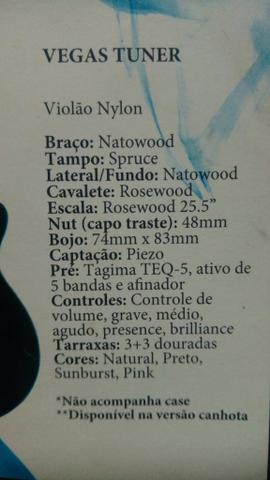 VEGAS TUNER
Violão Nylon
Braço: Natowood
Tampo: Spruce
Lateral/Fundo: Natowood
Cavalete: Rosewood
Escala: Rosewood 25.5”
Nut (capo traste): 48mm
Bojo: 74mm x 83mm
Captação: Piezo
Pré: Tagima TEQ-5, ativo de
5 bandas e afinador
Controles: Controle de
volume, grave, médio,
agudo, presence, brilliance
Tarraxas: 3+3 douradas
Cores: Natural, Preto,
Sunburst, Pink
*Não acompanha case
**Disponível na versão canhota